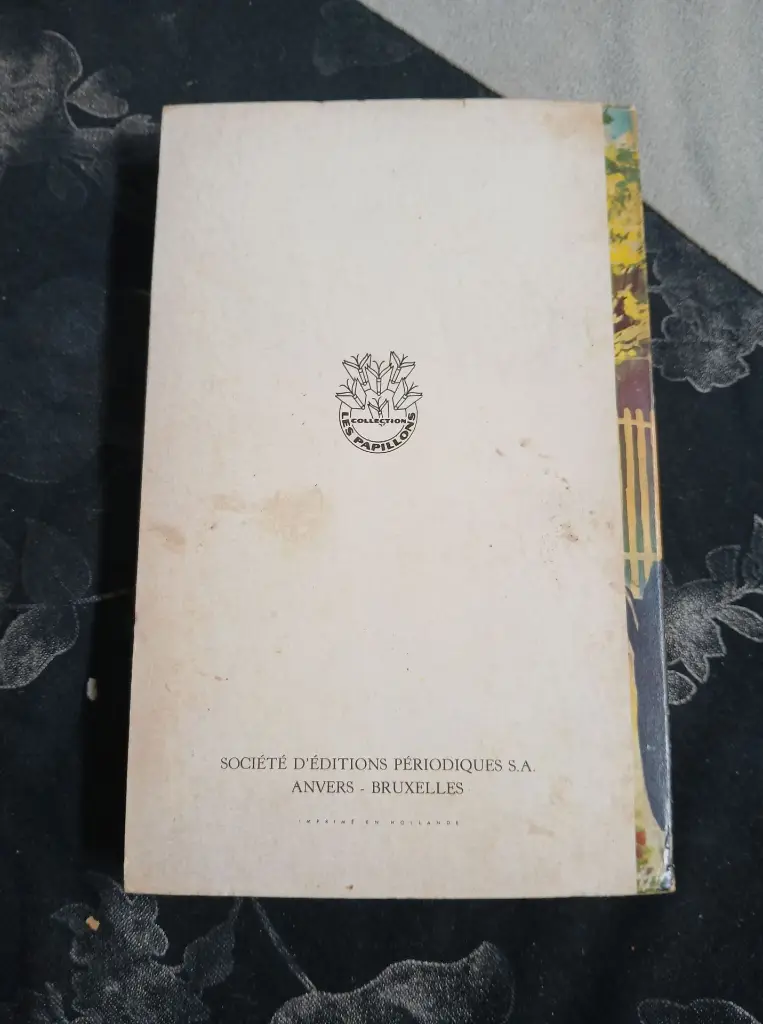 COLLECTION
LES PAPILLONS
SOCIÉTÉ D'ÉDITIONS PÉRIODIQUES S.A.
ANVERS - BRUXELLES
IMPRIMÉ EN HOLLANDE